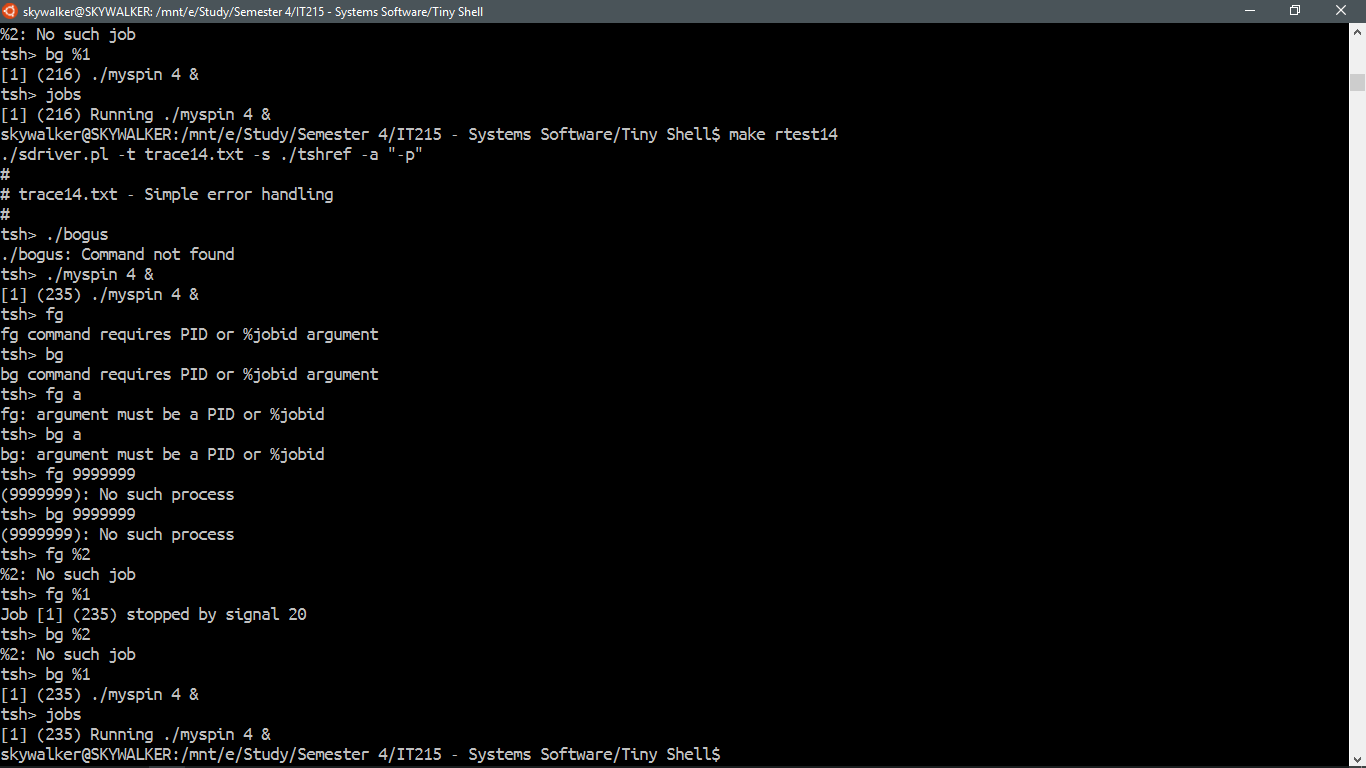 skywalker@SKYWALKER: /mnt/e/Study/Semester 4/IT215 - Systems Software/Tiny Shell
%2: No such job
tsh> bg %1
[1] (216) ./myspin 4 &
tsh> jobs
[1] (216) Running ./myspin 4 &
skywalker@SKYWALKER:/mnt/e/Study/Semester 4/IT215 - Systems Software/Tiny Shell$ make rtest14
./sdriver.pl -t trace14.txt -s ./tshref -a "-p"
#
# trace14.txt - Simple error handling
#
tsh> ./bogus
./bogus: Command not found
tsh> ./myspin 4 &
[1] (235) ./myspin 4 &
tsh> fg
fg command requires PID or %jobid argument
tsh> bg
bg command requires PID or %jobid argument
tsh> fg a
fg: argument must be a PID or %jobid
tsh> bg a
bg: argument must be a PID or %jobid
tsh> fg 9999999
(9999999): No such process
tsh> bg 9999999
(9999999): No such process
tsh> fg %2
%2: No such job
tsh> fg %1
Job [1] (235) stopped by signal 20
tsh> bg %2
%2: No such job
tsh> bg %1
[1] (235) ./myspin 4 &
tsh> jobs
[1] (235) Running ./myspin 4 &
skywalker@SKYWALKER:/mnt/e/Study/Semester 4/IT215 - Systems Software/Tiny Shell$